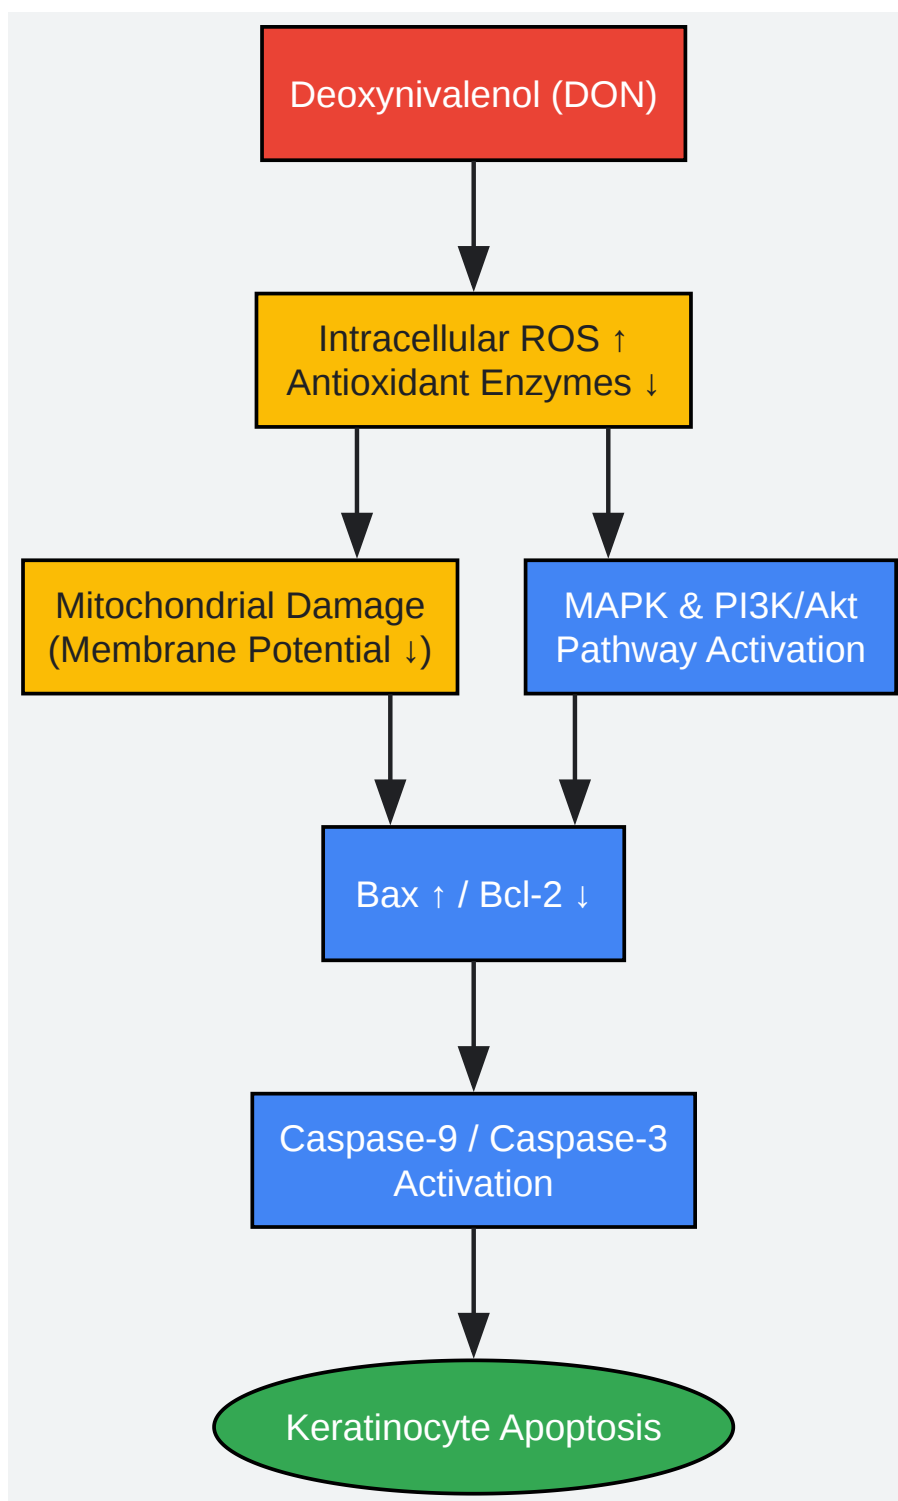 Deoxynivalenol (DON)
Intracellular ROS ↑
Antioxidant Enzymes ↓
Mitochondrial Damage
(Membrane Potential ↓)
MAPK & PI3K/Akt
Pathway Activation
Bax ↑ / Bcl-2 ↓
Caspase-9 / Caspase-3
Activation
Keratinocyte Apoptosis